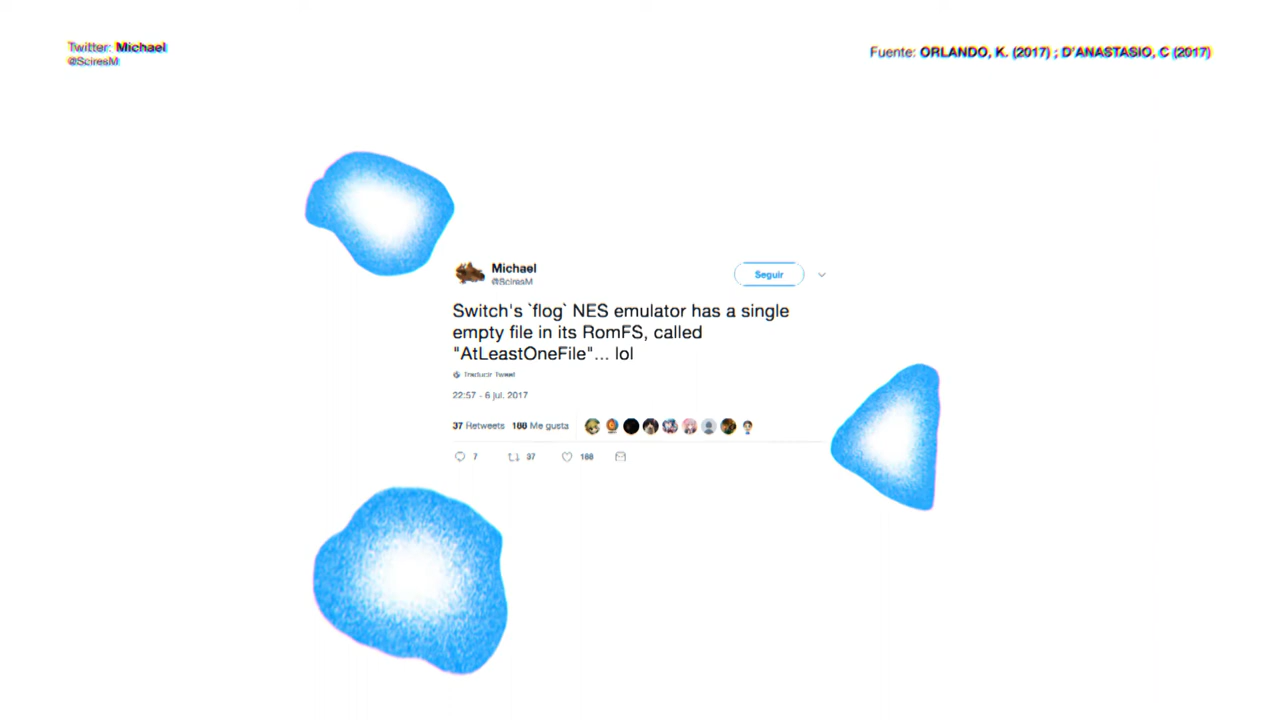 Twitter: Michael
@SciresM
Fuente: ORLANDO, K. (2017) ; D'ANASTASIO, C (2017)
Michael
@SciresM
Seguir
Switch's `flog` NES emulator has a single
empty file in its RomFS, called
"AtLeastOneFile"... lol
Traducir Tweet
22:57 - 6 jul. 2017
37 Retweets 188 Me gusta
7 37 188